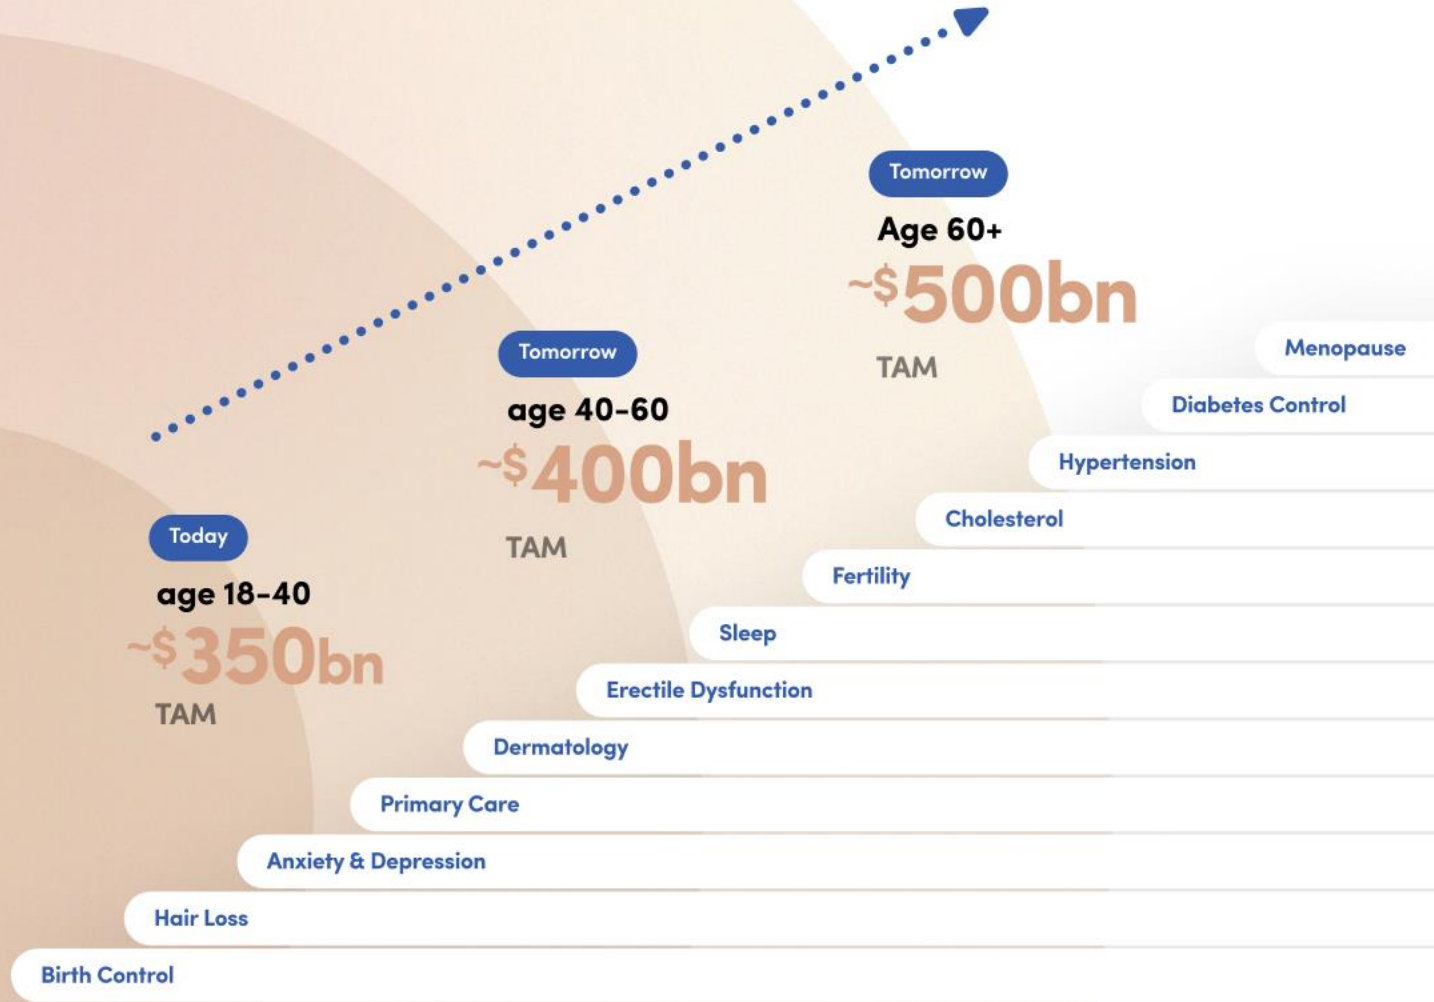 Tomorrow
Age 60+
~$500bn
TAM
Tomorrow
age 40-60
~$400bn
TAM
Today
age 18-40
~$350bn
TAM
Menopause
Diabetes Control
Hypertension
Cholesterol
Fertility
Sleep
Erectile Dysfunction
Dermatology
Primary Care
Anxiety & Depression
Hair Loss
Birth Control